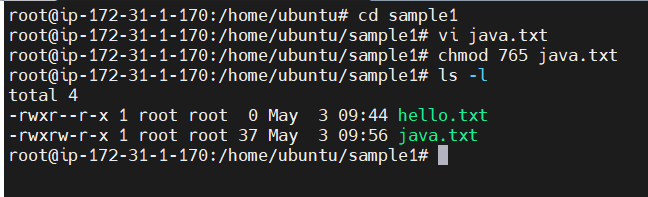 root@ip-172-31-1-170:/home/ubuntu# cd sample1
root@ip-172-31-1-170:/home/ubuntu/sample1# vi java.txt
root@ip-172-31-1-170:/home/ubuntu/sample1# chmod 765 java.txt
root@ip-172-31-1-170:/home/ubuntu/sample1# ls -l
total 4
-rwxr--r-x 1 root root  0 May  3 09:44 hello.txt
-rwxrw-r-x 1 root root 37 May  3 09:56 java.txt
root@ip-172-31-1-170:/home/ubuntu/sample1#